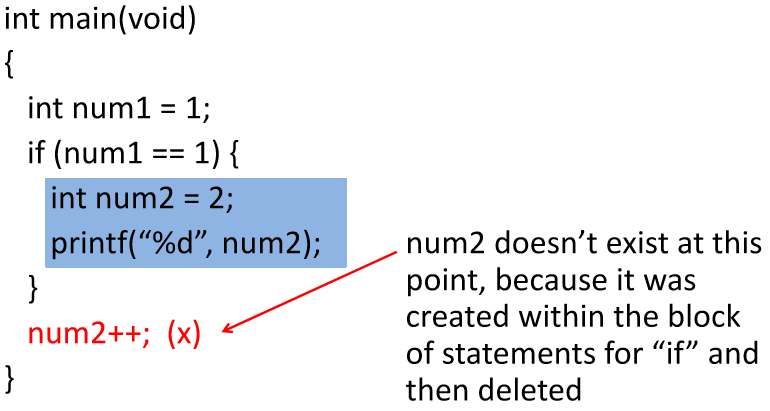 int main(void)
{
int num1 = 1;
if (num1 == 1) {
int num2 = 2;
printf(“%d”, num2);
}
num2++;  (x)
}
num2 doesn’t exist at this
point, because it was
created within the block
of statements for “if” and
then deleted